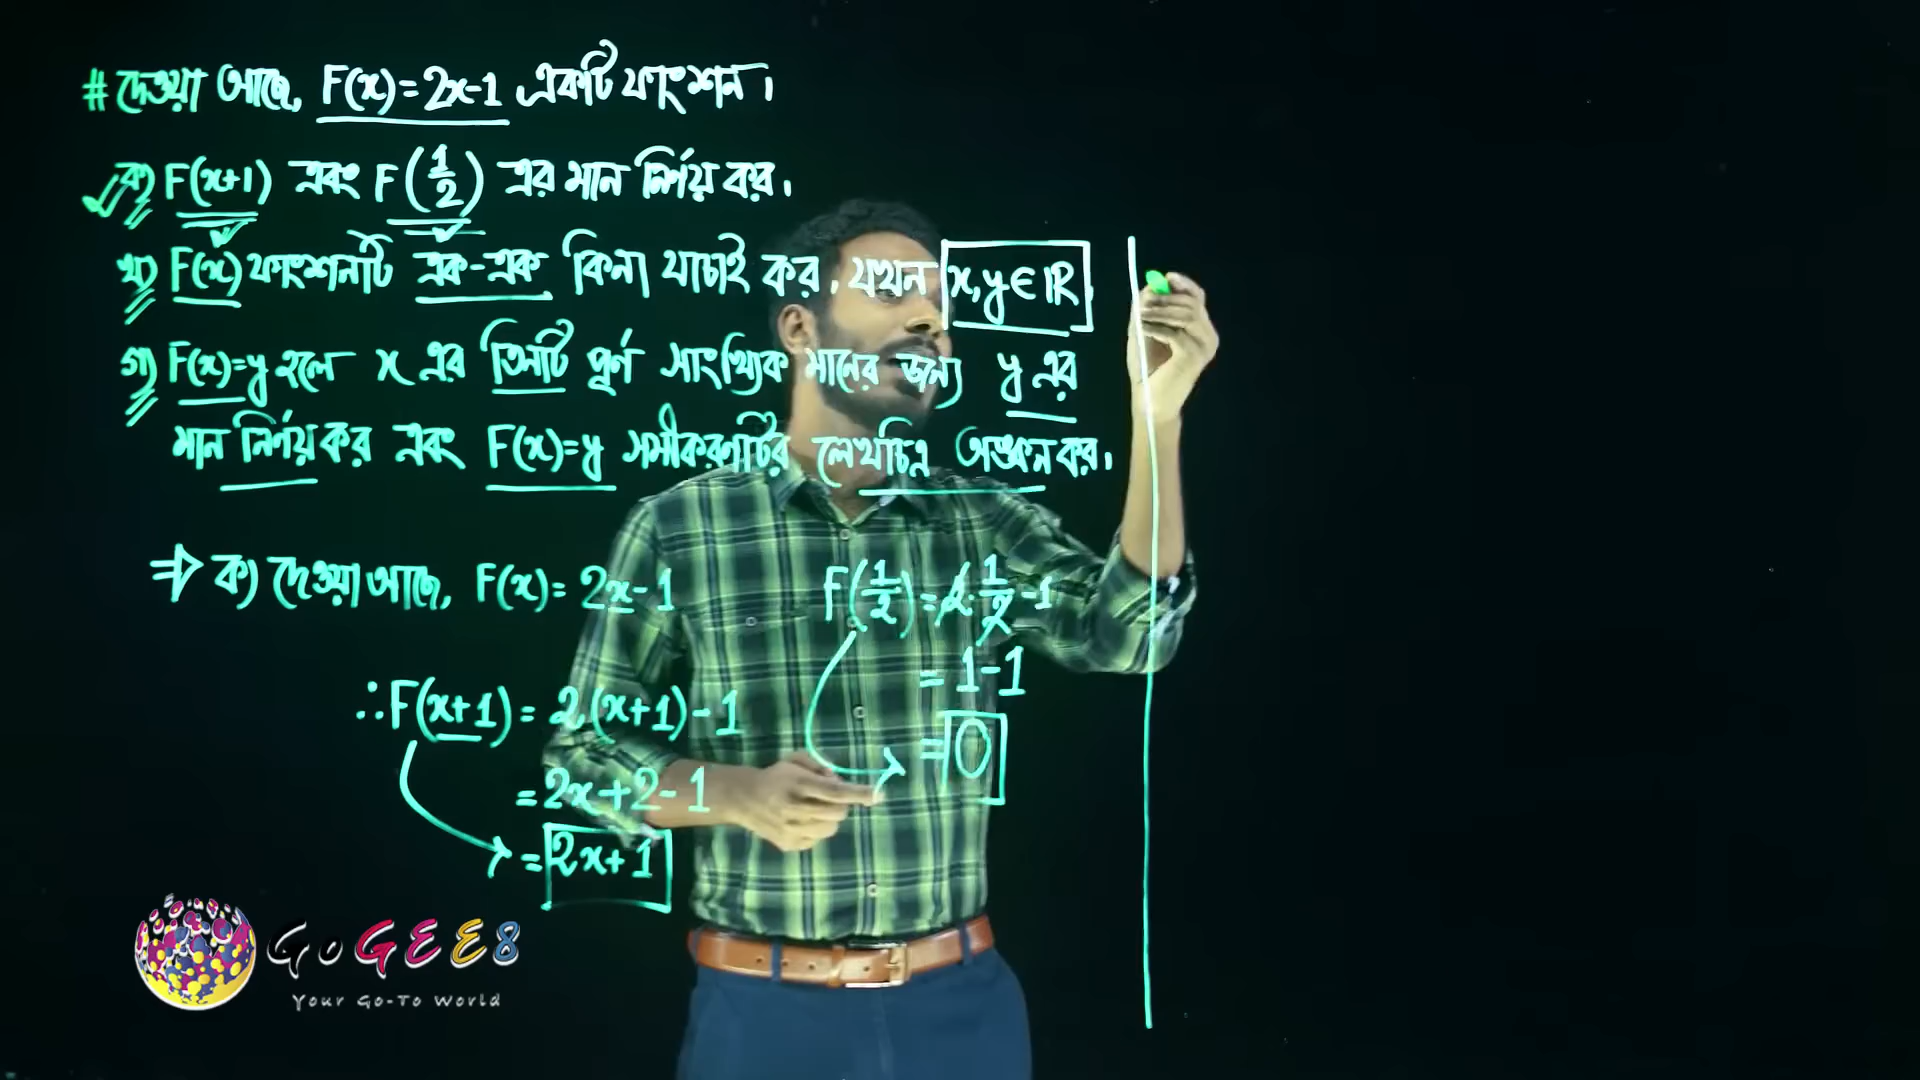 # দেওয়া আছে, F(x)=2x-1 একটি ফাংশন।
ক) F(x+1) এবং F(1/2) এর মান নির্ণয় কর।
খ) F(x) ফাংশনটি এক-এক কিনা যাচাই কর, যখন x,y∈ℝ.
গ) F(x)=y হলে x এর তিনটি পূর্ণ সাংখ্যিক মানের জন্য y এর
মান নির্ণয় কর এবং F(x)=y সমীকরণটির লেখচিত্র অঙ্কন কর।
⇒ ক) দেওয়া আছে, F(x)= 2x-1
∴F(x+1)= 2(x+1)-1
=2x+2-1
=2x+1
F(1/2)=2·1/2-1
= 1-1
=0
GoGEE8
Your Go-To World